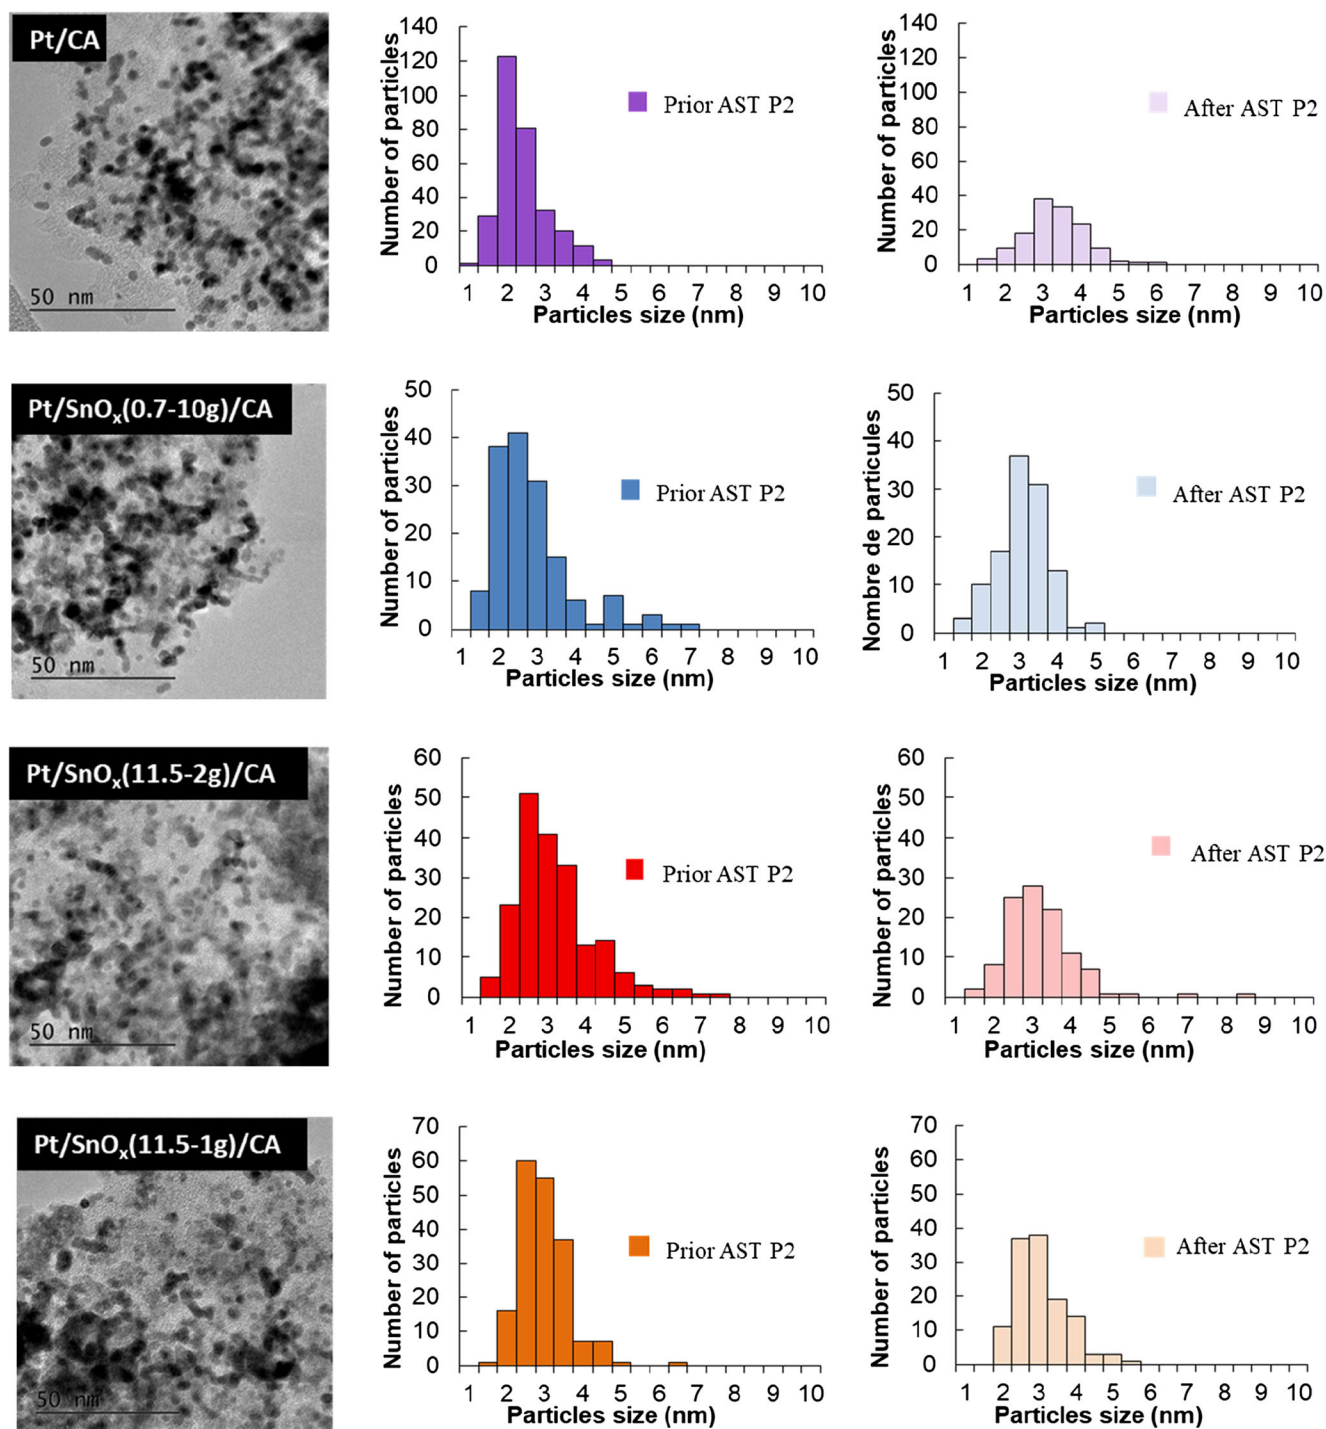 Pt/CA
50 nm
Number of particles
140
120
100
80
60
40
20
0
Prior AST P2
1 2 3 4 5 6 7 8 9 10
Particles size (nm)
Number of particles
140
120
100
80
60
40
20
0
After AST P2
1 2 3 4 5 6 7 8 9 10
Particles size (nm)
Pt/SnOx(0.7-10g)/CA
50 nm
Number of particles
50
40
30
20
10
0
Prior AST P2
1 2 3 4 5 6 7 8 9 10
Particles size (nm)
Nombre de particules
50
40
30
20
10
0
After AST P2
1 2 3 4 5 6 7 8 9 10
Particles size (nm)
Pt/SnOx(11.5-2g)/CA
50 nm
Number of particles
60
50
40
30
20
10
0
Prior AST P2
1 2 3 4 5 6 7 8 9 10
Particles size (nm)
Number of particles
60
50
40
30
20
10
0
After AST P2
1 2 3 4 5 6 7 8 9 10
Particles size (nm)
Pt/SnOx(11.5-1g)/CA
50 nm
Number of particles
70
60
50
40
30
20
10
0
Prior AST P2
1 2 3 4 5 6 7 8 9 10
Particles size (nm)
Number of particles
70
60
50
40
30
20
10
0
After AST P2
1 2 3 4 5 6 7 8 9 10
Particles size (nm)